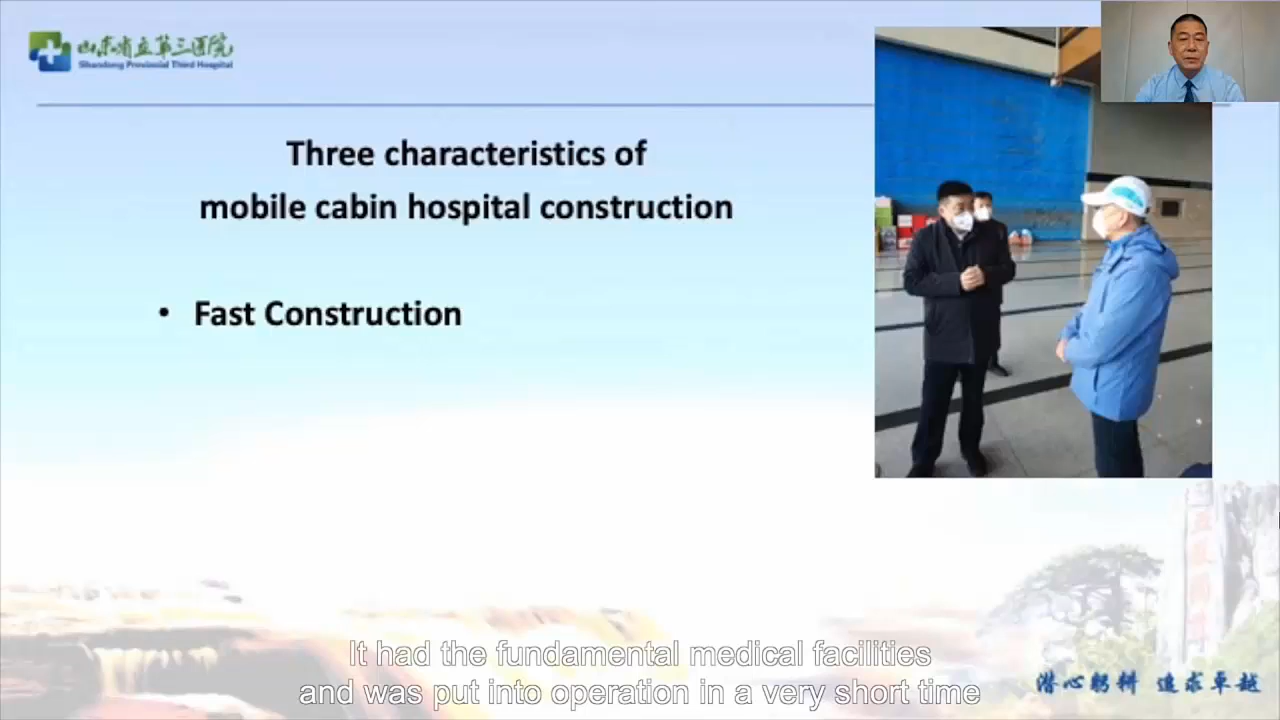 山东省立第三医院
Shandong Provincial Third Hospital
Three characteristics of
mobile cabin hospital construction
• Fast Construction
It had the fundamental medical facilities
and was put into operation in a very short time
潜心躬耕 追求卓越